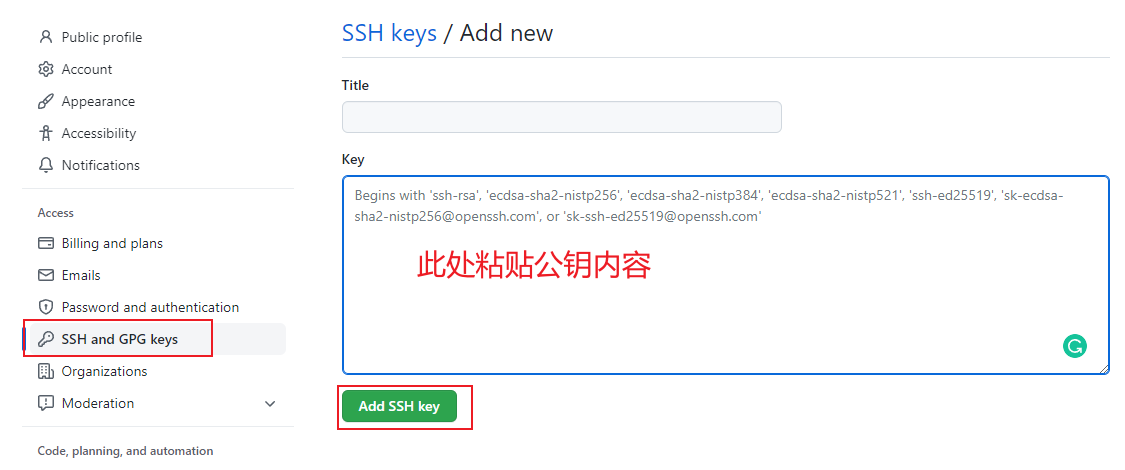 Public profile
Account
Appearance
Accessibility
Notifications
Access
Billing and plans
Emails
Password and authentication
SSH and GPG keys
Organizations
Moderation
Code, planning, and automation
SSH keys / Add new
Title
Key
Begins with 'ssh-rsa', 'ecdsa-sha2-nistp256', 'ecdsa-sha2-nistp384', 'ecdsa-sha2-nistp521', 'ssh-ed25519', 'sk-ecdsa-
sha2-nistp256@openssh.com', or 'sk-ssh-ed25519@openssh.com'
此处粘贴公钥内容
Add SSH key